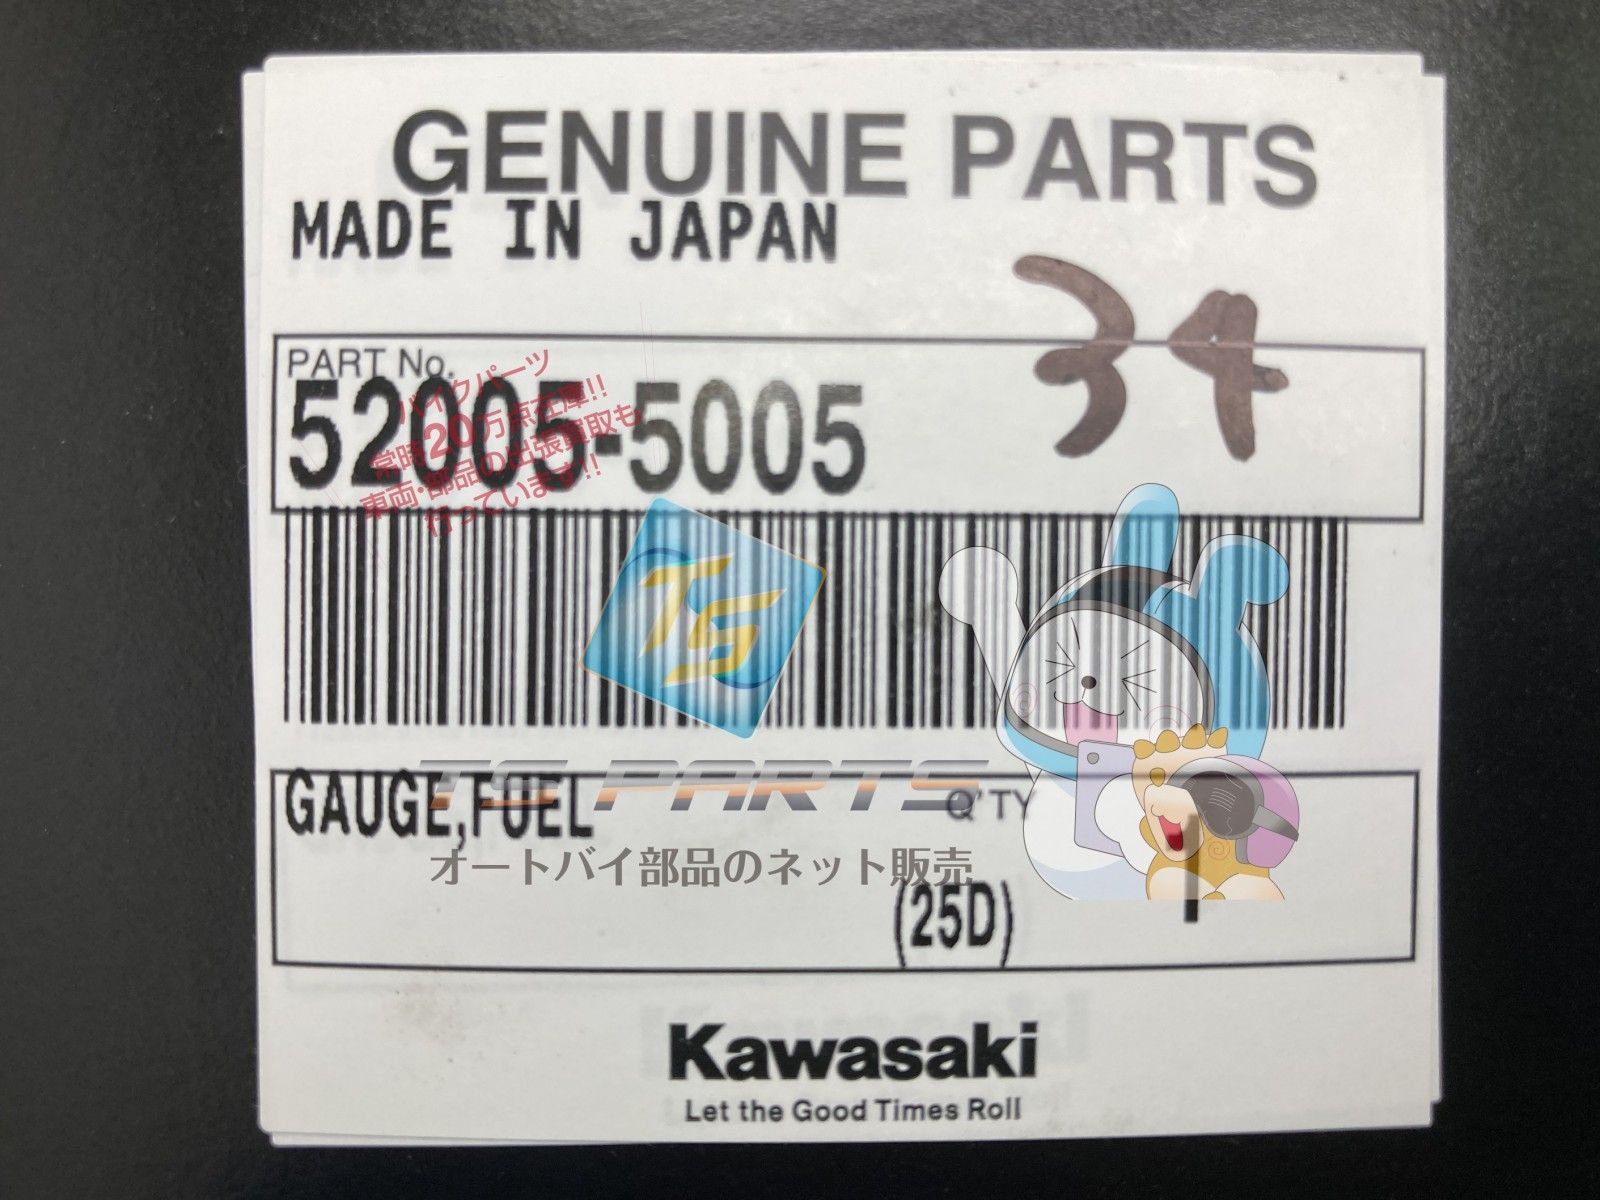 GENUINE PARTS
MADE IN JAPAN
34
PART No.
52005-5005
バイクパーツ
常時20万点在庫!!
車両・部品の出張買取も
行っています!!
TS
TS PARTS
GAUGE,FUEL
Q'TY
オートバイ部品のネット販売
(25D)
1
Kawasaki
Let the Good Times Roll